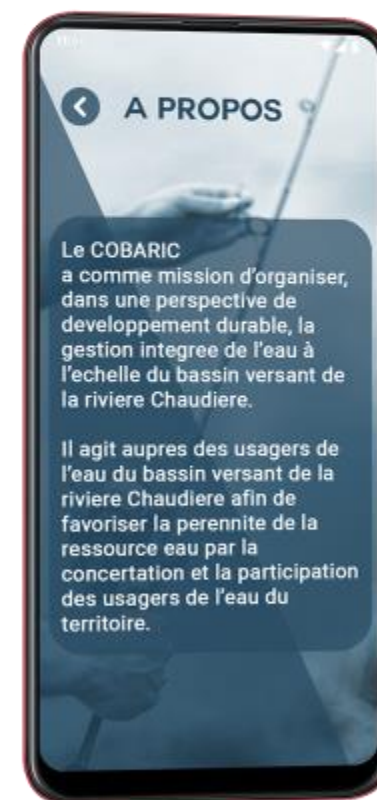 A PROPOS
Le COBARIC
a comme mission d'organiser,
dans une perspective de
developpement durable, la
gestion integree de l'eau à
l'echelle du bassin versant de
la riviere Chaudiere.
Il agit aupres des usagers de
l'eau du bassin versant de la
riviere Chaudiere afin de
favoriser la perennite de la
ressource eau par la
concertation et la participation
des usagers de l'eau du
territoire.